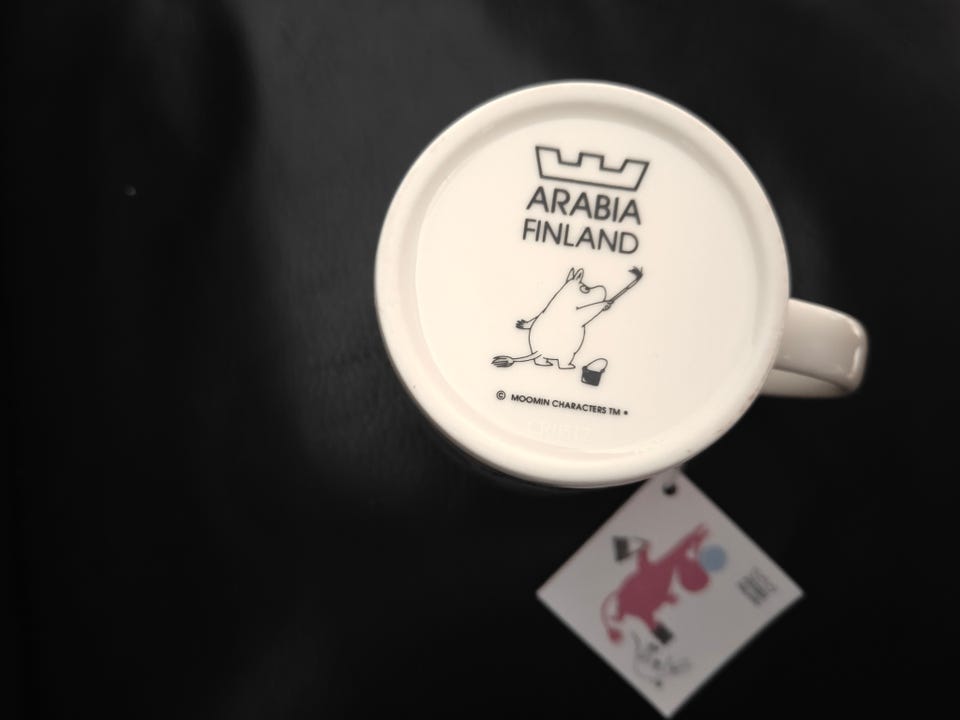 ARABIA
FINLAND
© MOOMIN CHARACTERS TM •